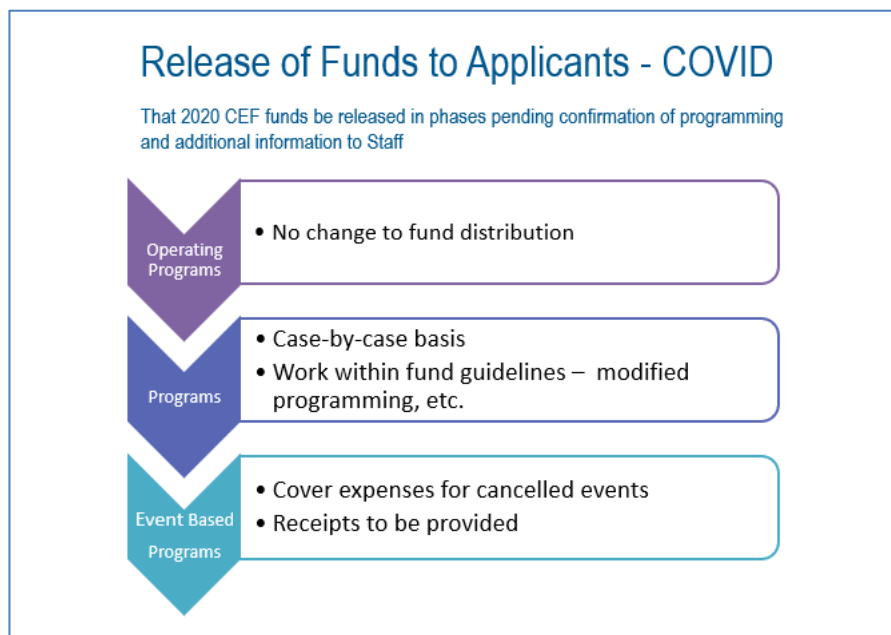 Release of Funds to Applicants - COVID
That 2020 CEF funds be released in phases pending confirmation of programming
and additional information to Staff
Operating
Programs
• No change to fund distribution
Programs
• Case-by-case basis
• Work within fund guidelines – modified
programming, etc.
Event Based
Programs
• Cover expenses for cancelled events
• Receipts to be provided